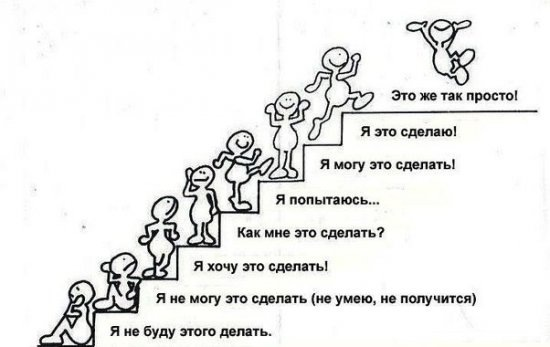 Это же так просто!
Я это сделаю!
Я могу это сделать!
Я попытаюсь...
Как мне это сделать?
Я хочу это сделать!
Я не могу это сделать (не умею, не получится)
Я не буду этого делать.